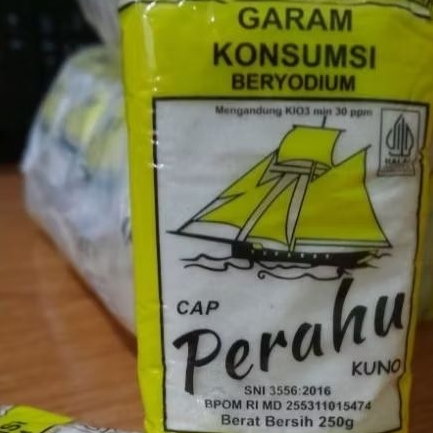 GARAM
KONSUMSI
BERYODIUM
Mengandung KIO3 min 30 ppm
HALAL
CAP
Perahu
KUNO
SNI 3556:2016
BPOM RI MD 255311015474
Berat Bersih 250g